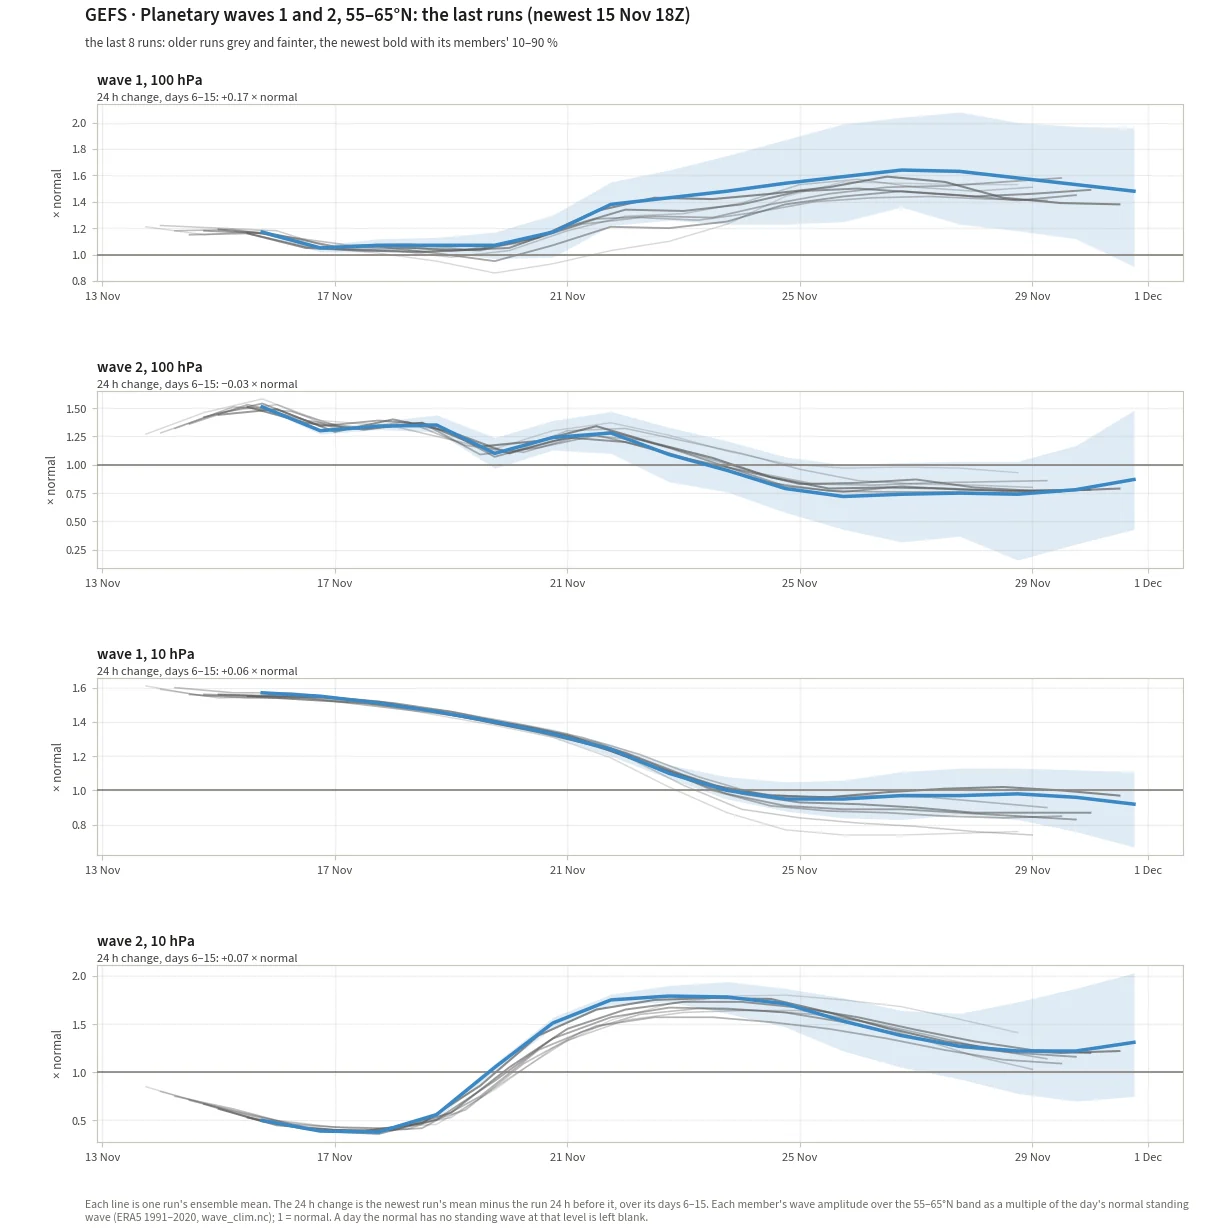 GEFS · Planetary waves 1 and 2, 55–65°N: the last runs (newest 15 Nov 18Z)
the last 8 runs: older runs grey and fainter, the newest bold with its members' 10–90 %
wave 1, 100 hPa
24 h change, days 6–15: +0.17 × normal
2.0
1.8
1.6
1.4
1.2
1.0
0.8
× normal
13 Nov
17 Nov
21 Nov
25 Nov
29 Nov
1 Dec
wave 2, 100 hPa
24 h change, days 6–15: −0.03 × normal
1.50
1.25
1.00
0.75
0.50
0.25
× normal
13 Nov
17 Nov
21 Nov
25 Nov
29 Nov
1 Dec
wave 1, 10 hPa
24 h change, days 6–15: +0.06 × normal
1.6
1.4
1.2
1.0
0.8
× normal
13 Nov
17 Nov
21 Nov
25 Nov
29 Nov
1 Dec
wave 2, 10 hPa
24 h change, days 6–15: +0.07 × normal
2.0
1.5
1.0
0.5
× normal
13 Nov
17 Nov
21 Nov
25 Nov
29 Nov
1 Dec
Each line is one run's ensemble mean. The 24 h change is the newest run's mean minus the run 24 h before it, over its days 6–15. Each member's wave amplitude over the 55–65°N band as a multiple of the day's normal standing
wave (ERA5 1991–2020, wave_clim.nc); 1 = normal. A day the normal has no standing wave at that level is left blank.